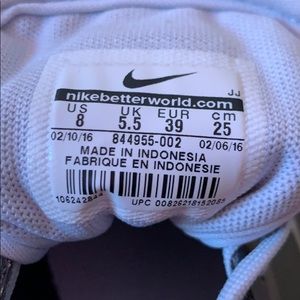 JJ
nikebetterworld.com
US UK EUR cm
8 5.5 39 25
02/10/16 844955-002 02/06/16
MADE IN INDONESIA
FABRIQUE EN INDONESIE
UPC